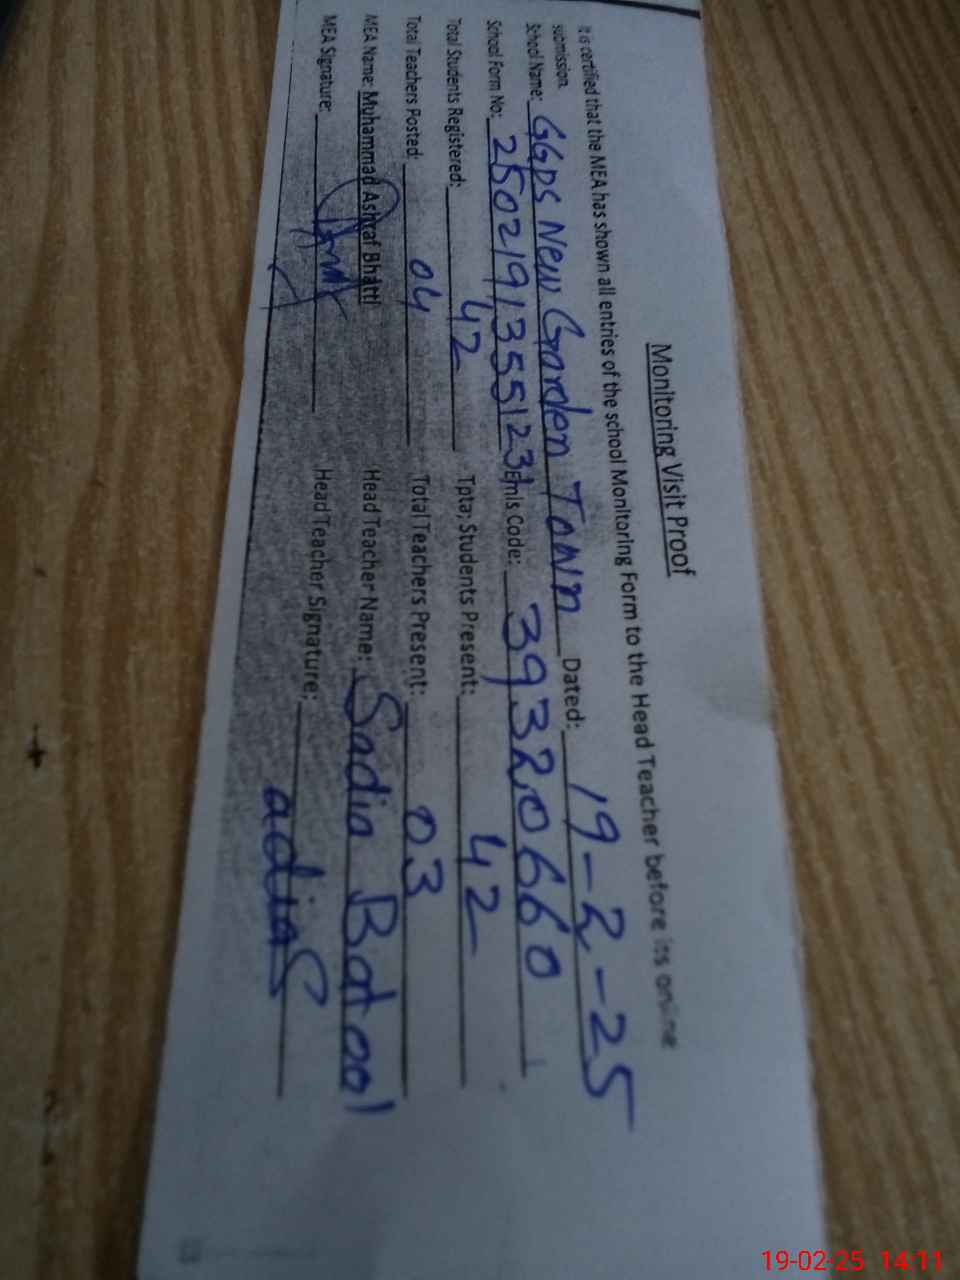 Monitoring Visit Proof
It is certified that the MEA has shown all entries of the school Monitoring Form to the Head Teacher before its online
submission.
School Name: GGPS New Garden Town Dated: 19-2-25
School Form No: 2502191355123 Emis Code: 39320660
Total Students Registered: 42 Tpta; Students Present: 42
Total Teachers Posted: 04 Total Teachers Present: 03
MEA Name: Muhammad Ashraf Bhatti Head Teacher Name: Sadia Batool
MEA Signature: Head Teacher Signature: Sadia
19-02-25 14:11